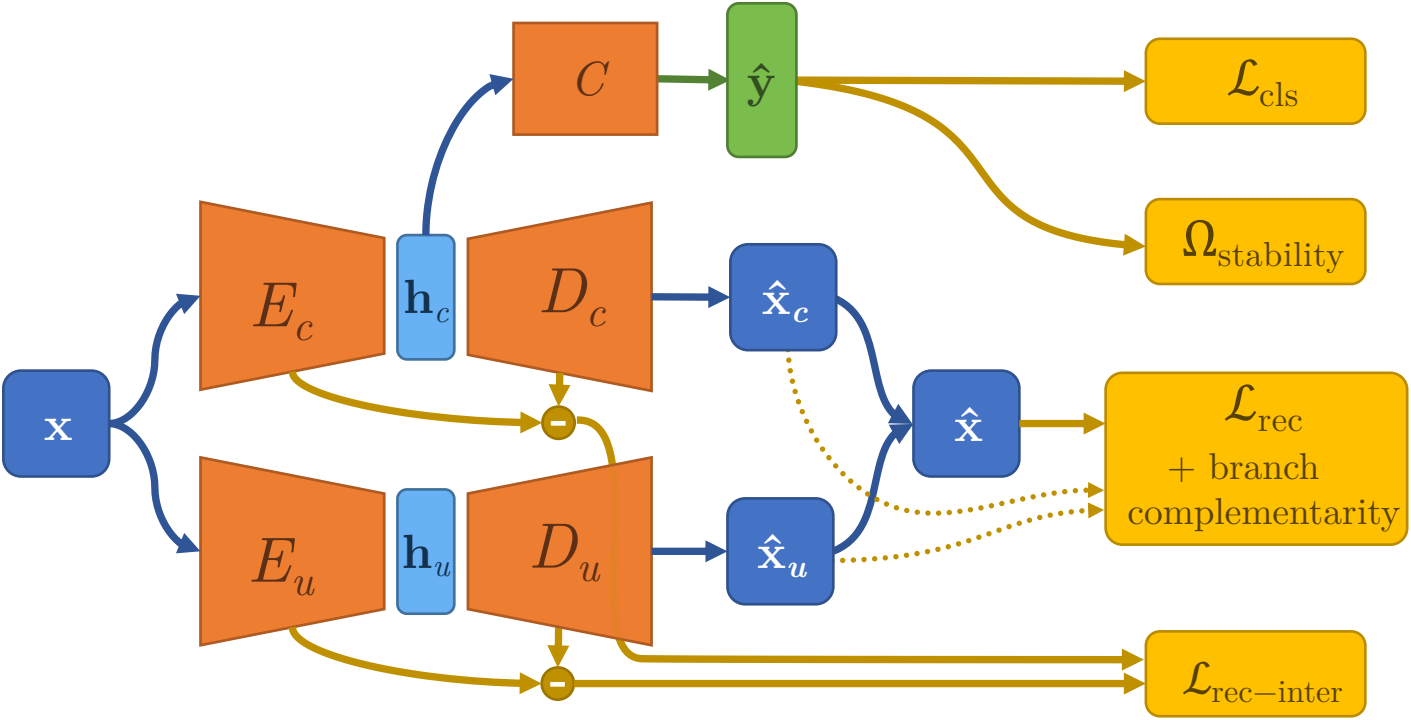 C
ŷ
ℒcls
Ωstability
Ec
hc
Dc
x̂c
x
-
x̂
ℒrec
+ branch
complementarity
Eu
hu
Du
x̂u
-
ℒrec−inter